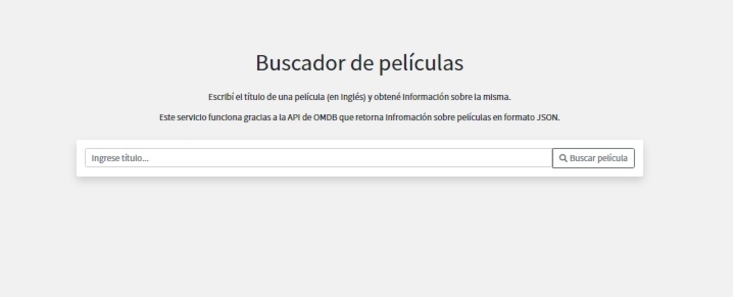 Buscador de películas
Escribí el título de una película (en inglés) y obtené información sobre la misma.
Este servicio funciona gracias a la API de OMDB que retorna infromación sobre películas en formato JSON.
Ingrese título... Buscar película